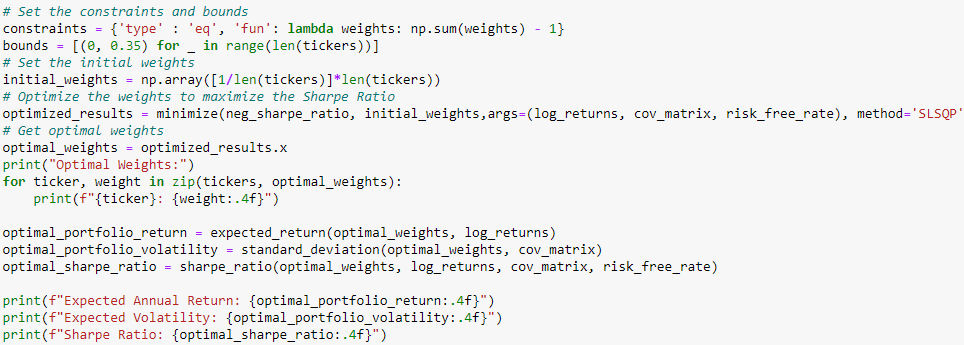 # Set the constraints and bounds
constraints = {'type' : 'eq', 'fun': lambda weights: np.sum(weights) - 1}
bounds = [(0, 0.35) for _ in range(len(tickers))]
# Set the initial weights
initial_weights = np.array([1/len(tickers)]*len(tickers))
# Optimize the weights to maximize the Sharpe Ratio
optimized_results = minimize(neg_sharpe_ratio, initial_weights,args=(log_returns, cov_matrix, risk_free_rate), method='SLSQP'
# Get optimal weights
optimal_weights = optimized_results.x
print("Optimal Weights:")
for ticker, weight in zip(tickers, optimal_weights):
    print(f"{ticker}: {weight:.4f}")

optimal_portfolio_return = expected_return(optimal_weights, log_returns)
optimal_portfolio_volatility = standard_deviation(optimal_weights, cov_matrix)
optimal_sharpe_ratio = sharpe_ratio(optimal_weights, log_returns, cov_matrix, risk_free_rate)

print(f"Expected Annual Return: {optimal_portfolio_return:.4f}")
print(f"Expected Volatility: {optimal_portfolio_volatility:.4f}")
print(f"Sharpe Ratio: {optimal_sharpe_ratio:.4f}")